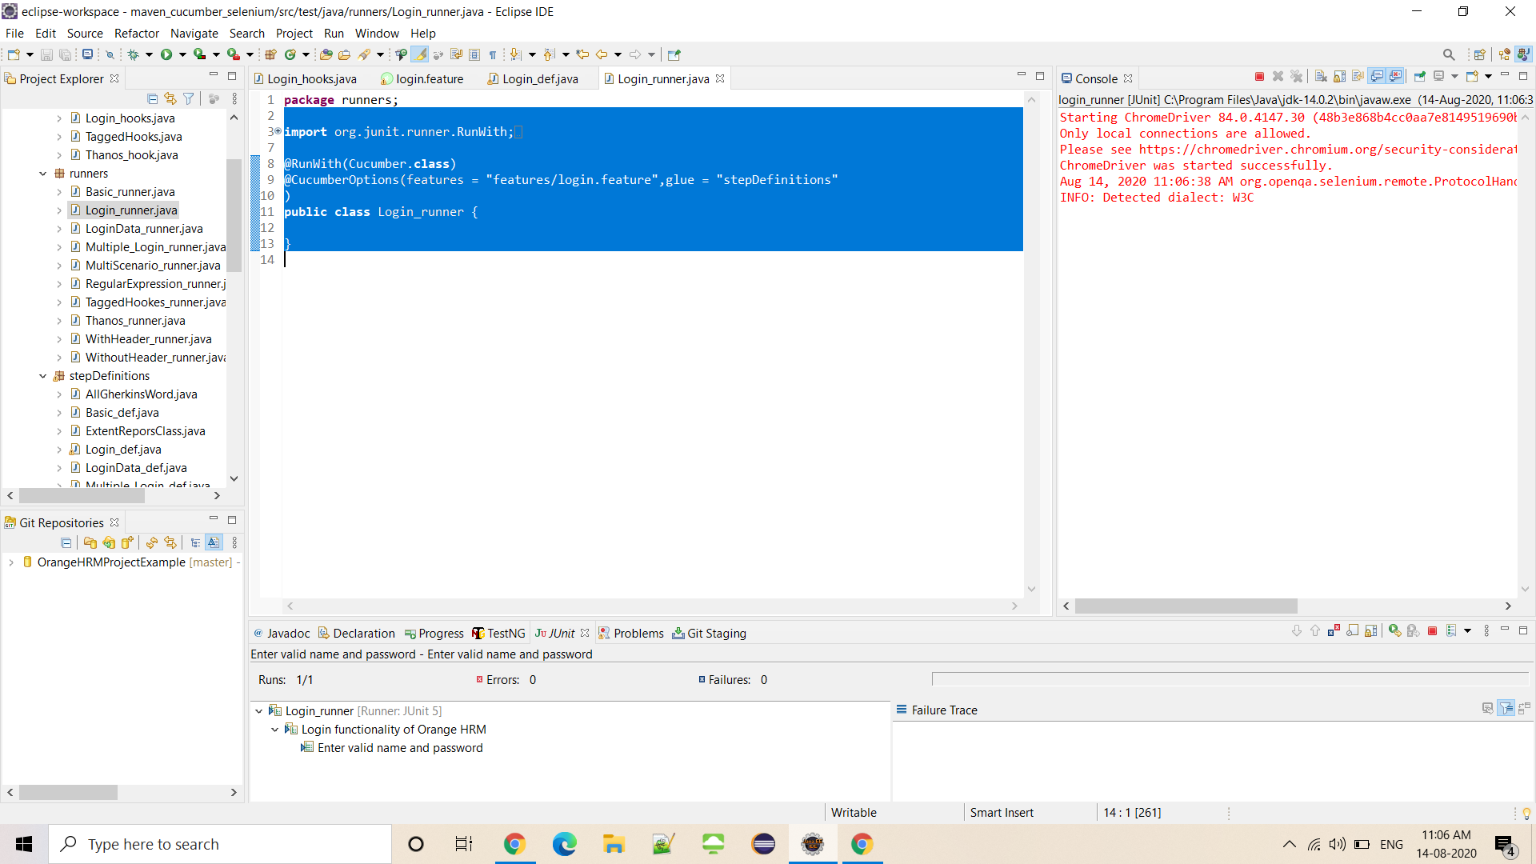 eclipse-workspace - maven_cucumber_selenium/src/test/java/runners/Login_runner.java - Eclipse IDE
File Edit Source Refactor Navigate Search Project Run Window Help
Project Explorer
Login_hooks.java
TaggedHooks.java
Thanos_hook.java
runners
Basic_runner.java
Login_runner.java
LoginData_runner.java
Multiple_Login_runner.java
MultiScenario_runner.java
RegularExpression_runner.j
TaggedHookes_runner.java
Thanos_runner.java
WithHeader_runner.java
WithoutHeader_runner.java
stepDefinitions
AllGherkinsWord.java
Basic_def.java
ExtentReporsClass.java
Login_def.java
LoginData_def.java
Multiple_Login_def.java
Git Repositories
OrangeHRMProjectExample [master] -
Login_hooks.java login.feature Login_def.java Login_runner.java
1 package runners;
2
3 import org.junit.runner.RunWith;
7
8 @RunWith(Cucumber.class)
9 @CucumberOptions(features = "features/login.feature",glue = "stepDefinitions"
10 )
11 public class Login_runner {
12
13 }
14
Console
login_runner [JUnit] C:\Program Files\Java\jdk-14.0.2\bin\javaw.exe (14-Aug-2020, 11:06:3
Starting ChromeDriver 84.0.4147.30 (48b3e868b4cc0aa7e8149519690b
Only local connections are allowed.
Please see https://chromedriver.chromium.org/security-considerat
ChromeDriver was started successfully.
Aug 14, 2020 11:06:38 AM org.openqa.selenium.remote.ProtocolHand
INFO: Detected dialect: W3C
Javadoc Declaration Progress TestNG JUnit Problems Git Staging
Enter valid name and password - Enter valid name and password
Runs: 1/1 Errors: 0 Failures: 0
Login_runner [Runner: JUnit 5]
Login functionality of Orange HRM
Enter valid name and password
Failure Trace
Writable Smart Insert 14 : 1 [261]
Type here to search
ENG
11:06 AM
14-08-2020
4